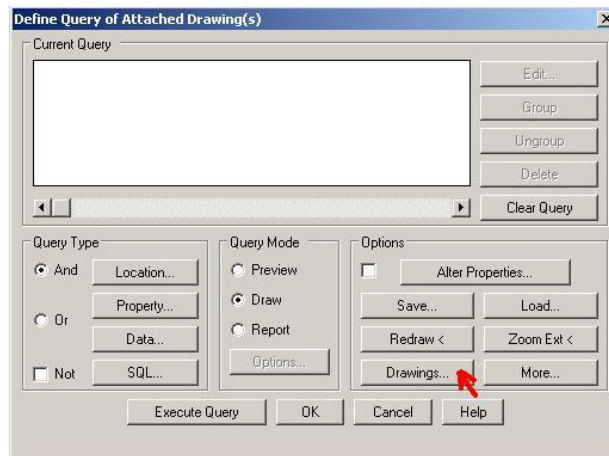 Define Query of Attached Drawing(s)
Current Query
Edit...
Group
Ungroup
Delete
Clear Query
Query Type
And
Location...
Property...
Or
Data...
Not
SQL...
Query Mode
Preview
Draw
Report
Options...
Options
Alter Properties...
Save...
Load...
Redraw <
Zoom Ext <
Drawings...
More...
Execute Query
OK
Cancel
Help